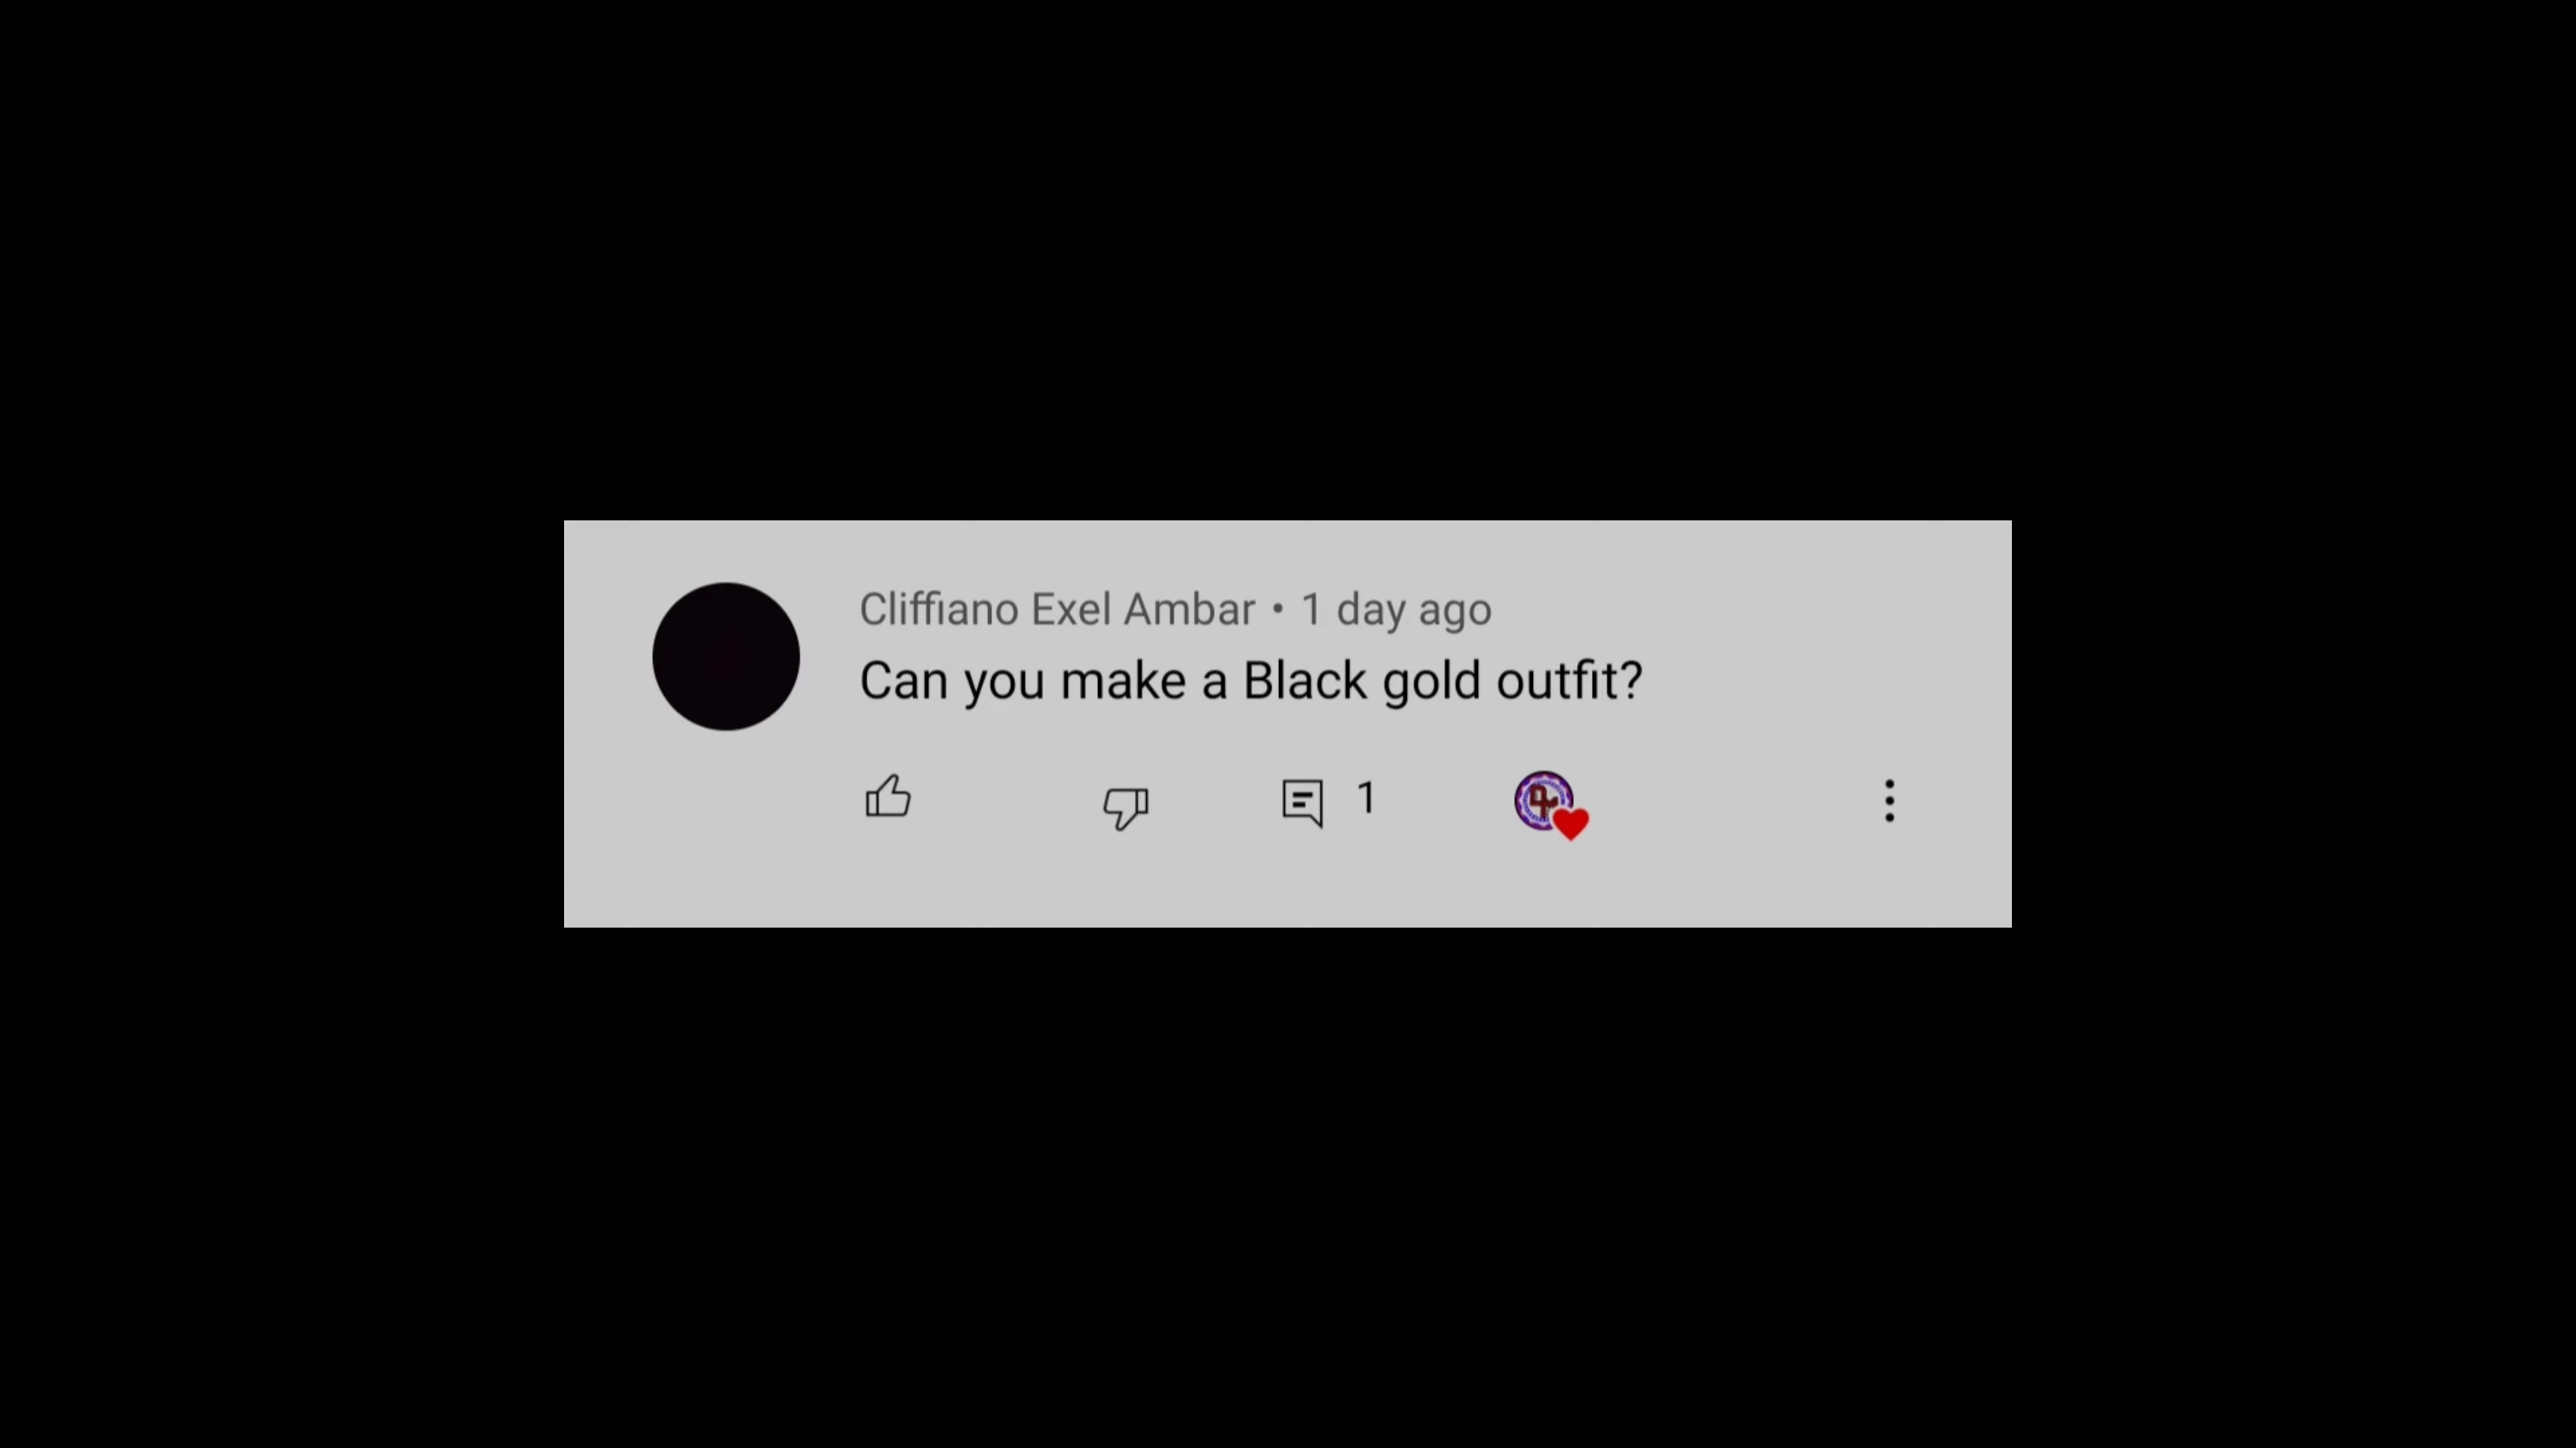 Cliffiano Exel Ambar • 1 day ago
Can you make a Black gold outfit?
1